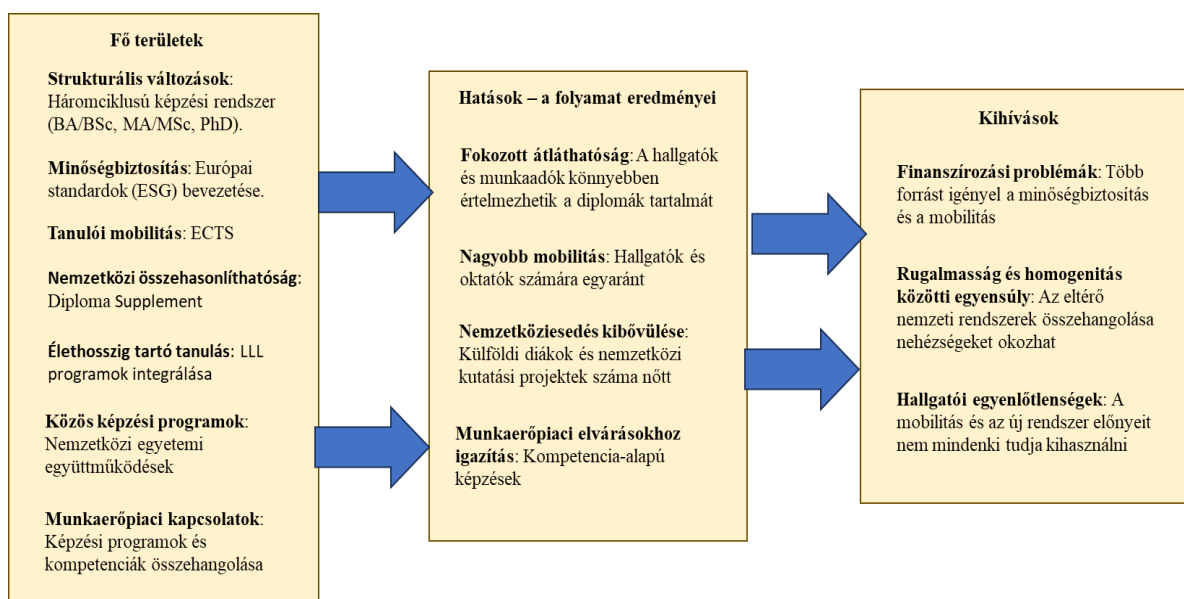 Fő területek
Strukturális változások:
Háromciklusú képzési rendszer
(BA/BSc, MA/MSc, PhD).
Minőségbiztosítás: Európai
standardok (ESG) bevezetése.
Tanulói mobilitás: ECTS
Nemzetközi összehasonlíthatóság:
Diploma Supplement
Élethosszig tartó tanulás: LLL
programok integrálása
Közös képzési programok:
Nemzetközi egyetemi
együttműködések
Munkaerőpiaci kapcsolatok:
Képzési programok és
kompetenciák összehangolása
Hatások – a folyamat eredményei
Fokozott átláthatóság: A hallgatók
és munkaadók könnyebben
értelmezhetik a diplomák tartalmát
Nagyobb mobilitás: Hallgatók és
oktatók számára egyaránt
Nemzetköziesedés kibővülése:
Külföldi diákok és nemzetközi
kutatási projektek száma nőtt
Munkaerőpiaci elvárásokhoz
igazítás: Kompetencia-alapú
képzések
Kihívások
Finanszírozási problémák: Több
forrást igényel a minőségbiztosítás
és a mobilitás
Rugalmasság és homogenitás
közötti egyensúly: Az eltérő
nemzeti rendszerek összehangolása
nehézségeket okozhat
Hallgatói egyenlőtlenségek: A
mobilitás és az új rendszer előnyeit
nem mindenki tudja kihasználni